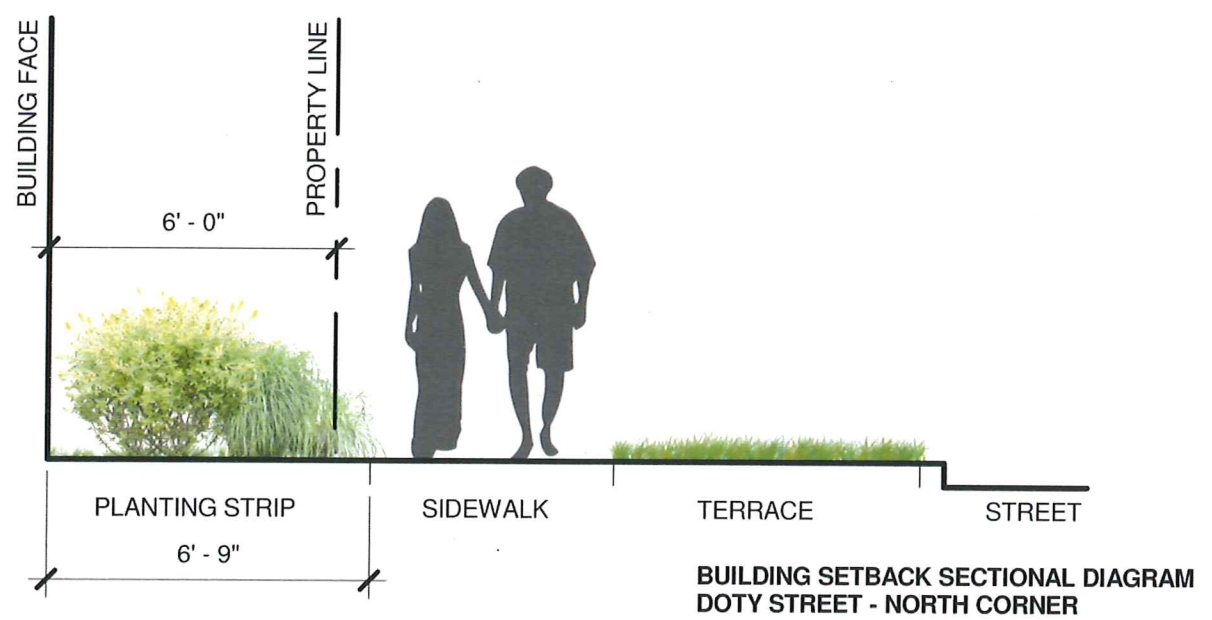 BUILDING FACE
PROPERTY LINE
6' - 0"
PLANTING STRIP
SIDEWALK
TERRACE
STREET
6' - 9"
BUILDING SETBACK SECTIONAL DIAGRAM
DOTY STREET - NORTH CORNER